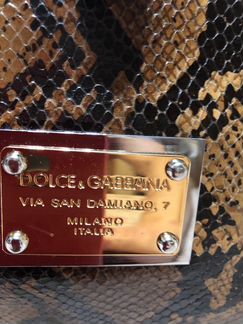 DOLCE & GABBANA
VIA SAN DAMIANO, 7
MILANO
ITALIA